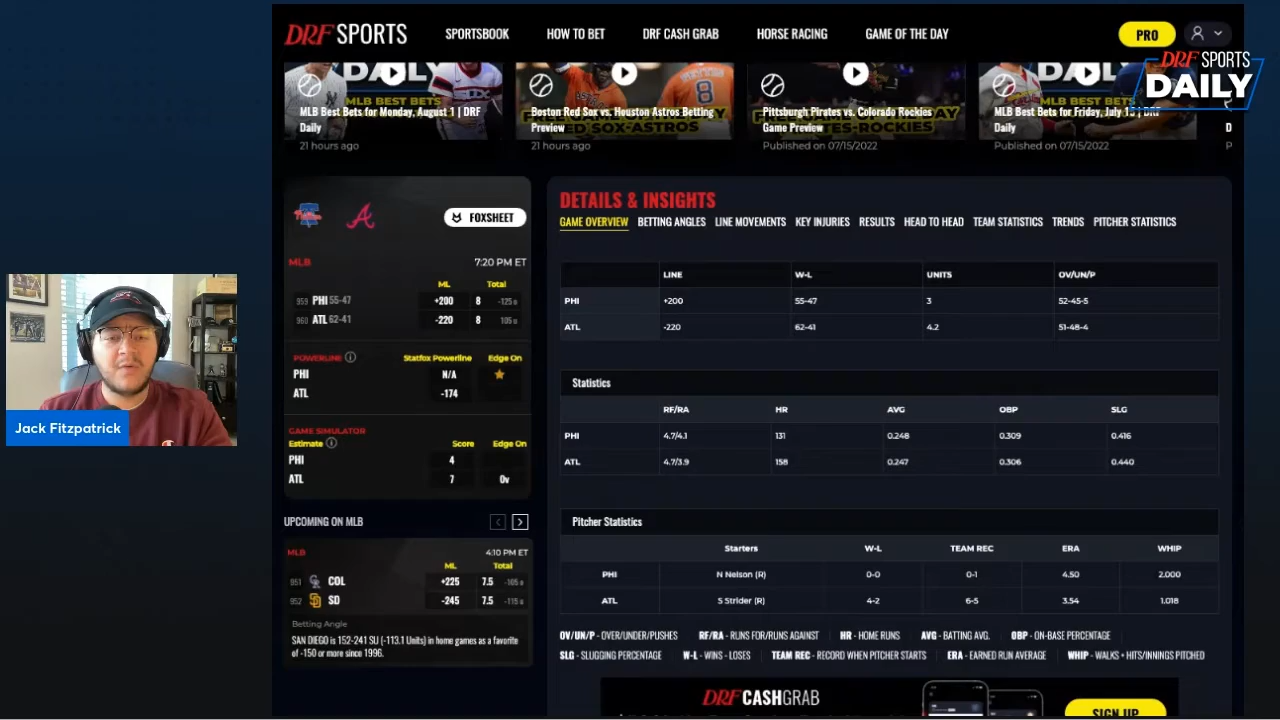 DRF SPORTS SPORTSBOOK HOW TO BET DRF CASH GRAB HORSE RACING GAME OF THE DAY PRO
DRF SPORTS
DAILY
MLB Best Bets for Monday, August 1 | DRF
Daily
21 hours ago
Boston Red Sox vs. Houston Astros Betting
Preview
21 hours ago
Pittsburgh Pirates vs. Colorado Rockies
Game Preview
Published on 07/15/2022
MLB Best Bets for Friday, July 15 | DRF
Daily
Published on 07/15/2022
FOXSHEET
MLB 7:20 PM ET
ML Total
959 PHI 55-47 +200 8 -125
960 ATL 62-41 -220 8 105
POWERLINE Statfox Powerline Edge On
PHI N/A
ATL -174
GAME SIMULATOR
Estimate Score Edge On
PHI 4
ATL 7 Ov
UPCOMING ON MLB
MLB 4:10 PM ET
ML Total
951 COL +225 7.5 -105
952 SD -245 7.5 -115
Betting Angle
SAN DIEGO is 152-241 SU (-113.1 Units) in home games as a favorite
of -150 or more since 1996.
DETAILS & INSIGHTS
GAME OVERVIEW BETTING ANGLES LINE MOVEMENTS KEY INJURIES RESULTS HEAD TO HEAD TEAM STATISTICS TRENDS PITCHER STATISTICS
LINE W-L UNITS OV/UN/P
PHI +200 55-47 3 52-45-5
ATL -220 62-41 4.2 51-48-4
Statistics
RF/RA HR AVG OBP SLG
PHI 4.7/4.1 131 0.248 0.309 0.416
ATL 4.7/3.9 158 0.247 0.306 0.440
Pitcher Statistics
Starters W-L TEAM REC ERA WHIP
PHI N Nelson (R) 0-0 0-1 4.50 2.000
ATL S Strider (R) 4-2 6-5 3.54 1.018
OV/UN/P - OVER/UNDER/PUSHES RF/RA - RUNS FOR/RUNS AGAINST HR - HOME RUNS AVG - BATTING AVG. OBP - ON-BASE PERCENTAGE
SLG - SLUGGING PERCENTAGE W-L - WINS - LOSES TEAM REC - RECORD WHEN PITCHER STARTS ERA - EARNED RUN AVERAGE WHIP - WALKS + HITS/INNINGS PITCHED
DRF CASHGRAB
SIGN UP
Jack Fitzpatrick